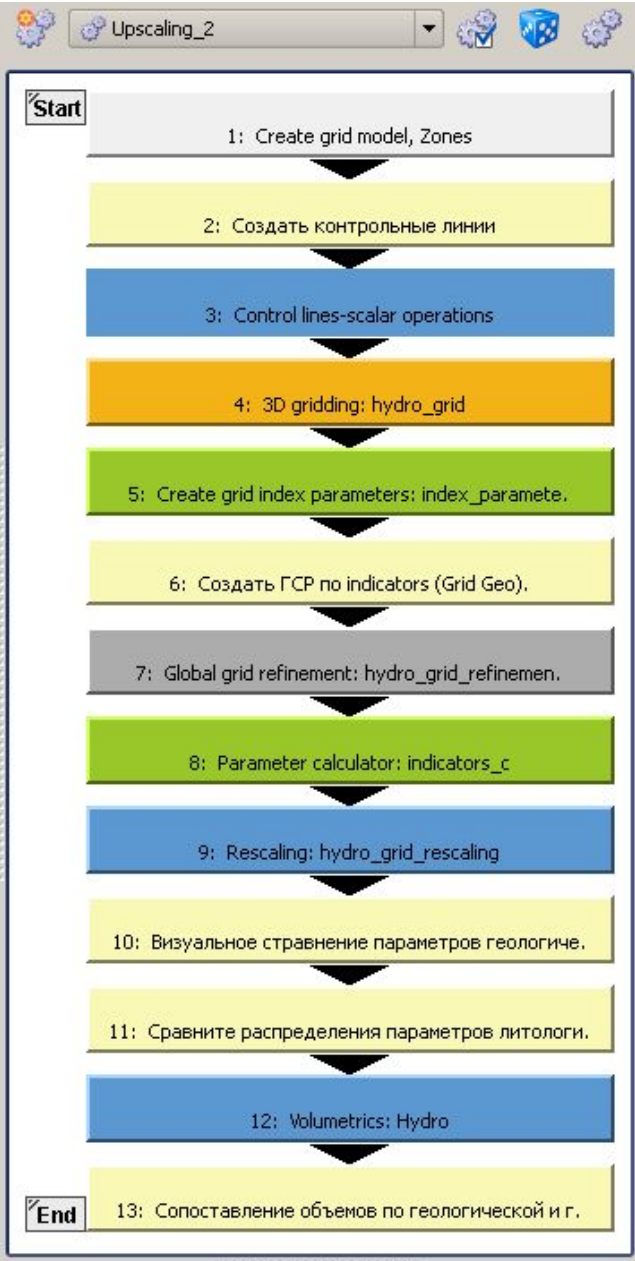 Upscaling_2
Start
1: Create grid model, Zones
2: Создать контрольные линии
3: Control lines-scalar operations
4: 3D gridding: hydro_grid
5: Create grid index parameters: index_paramete.
6: Создать ГСР по indicators (Grid Geo).
7: Global grid refinement: hydro_grid_refinemen.
8: Parameter calculator: indicators_c
9: Rescaling: hydro_grid_rescaling
10: Визуальное стравнение параметров геологиче.
11: Сравните распределения параметров литологи.
12: Volumetrics: Hydro
End
13: Сопоставление объемов по геологической и г.